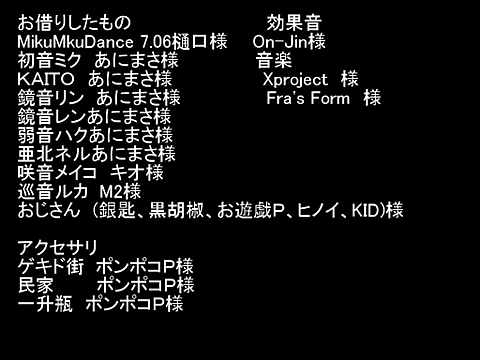 お借りしたもの 効果音
MikuMkuDance 7.06樋口様 On-Jin様
初音ミク あにまさ様 音楽
KAITO あにまさ様 Xproject 様
鏡音リン あにまさ様 Fra's Form 様
鏡音レンあにまさ様
弱音ハクあにまさ様
亜北ネルあにまさ様
咲音メイコ キオ様
巡音ルカ M2様
おじさん (銀匙、黒胡椒、お遊戯P、ヒノイ、KID)様
アクセサリ
ゲキド街 ポンポコP様
民家 ポンポコP様
一升瓶 ポンポコP様